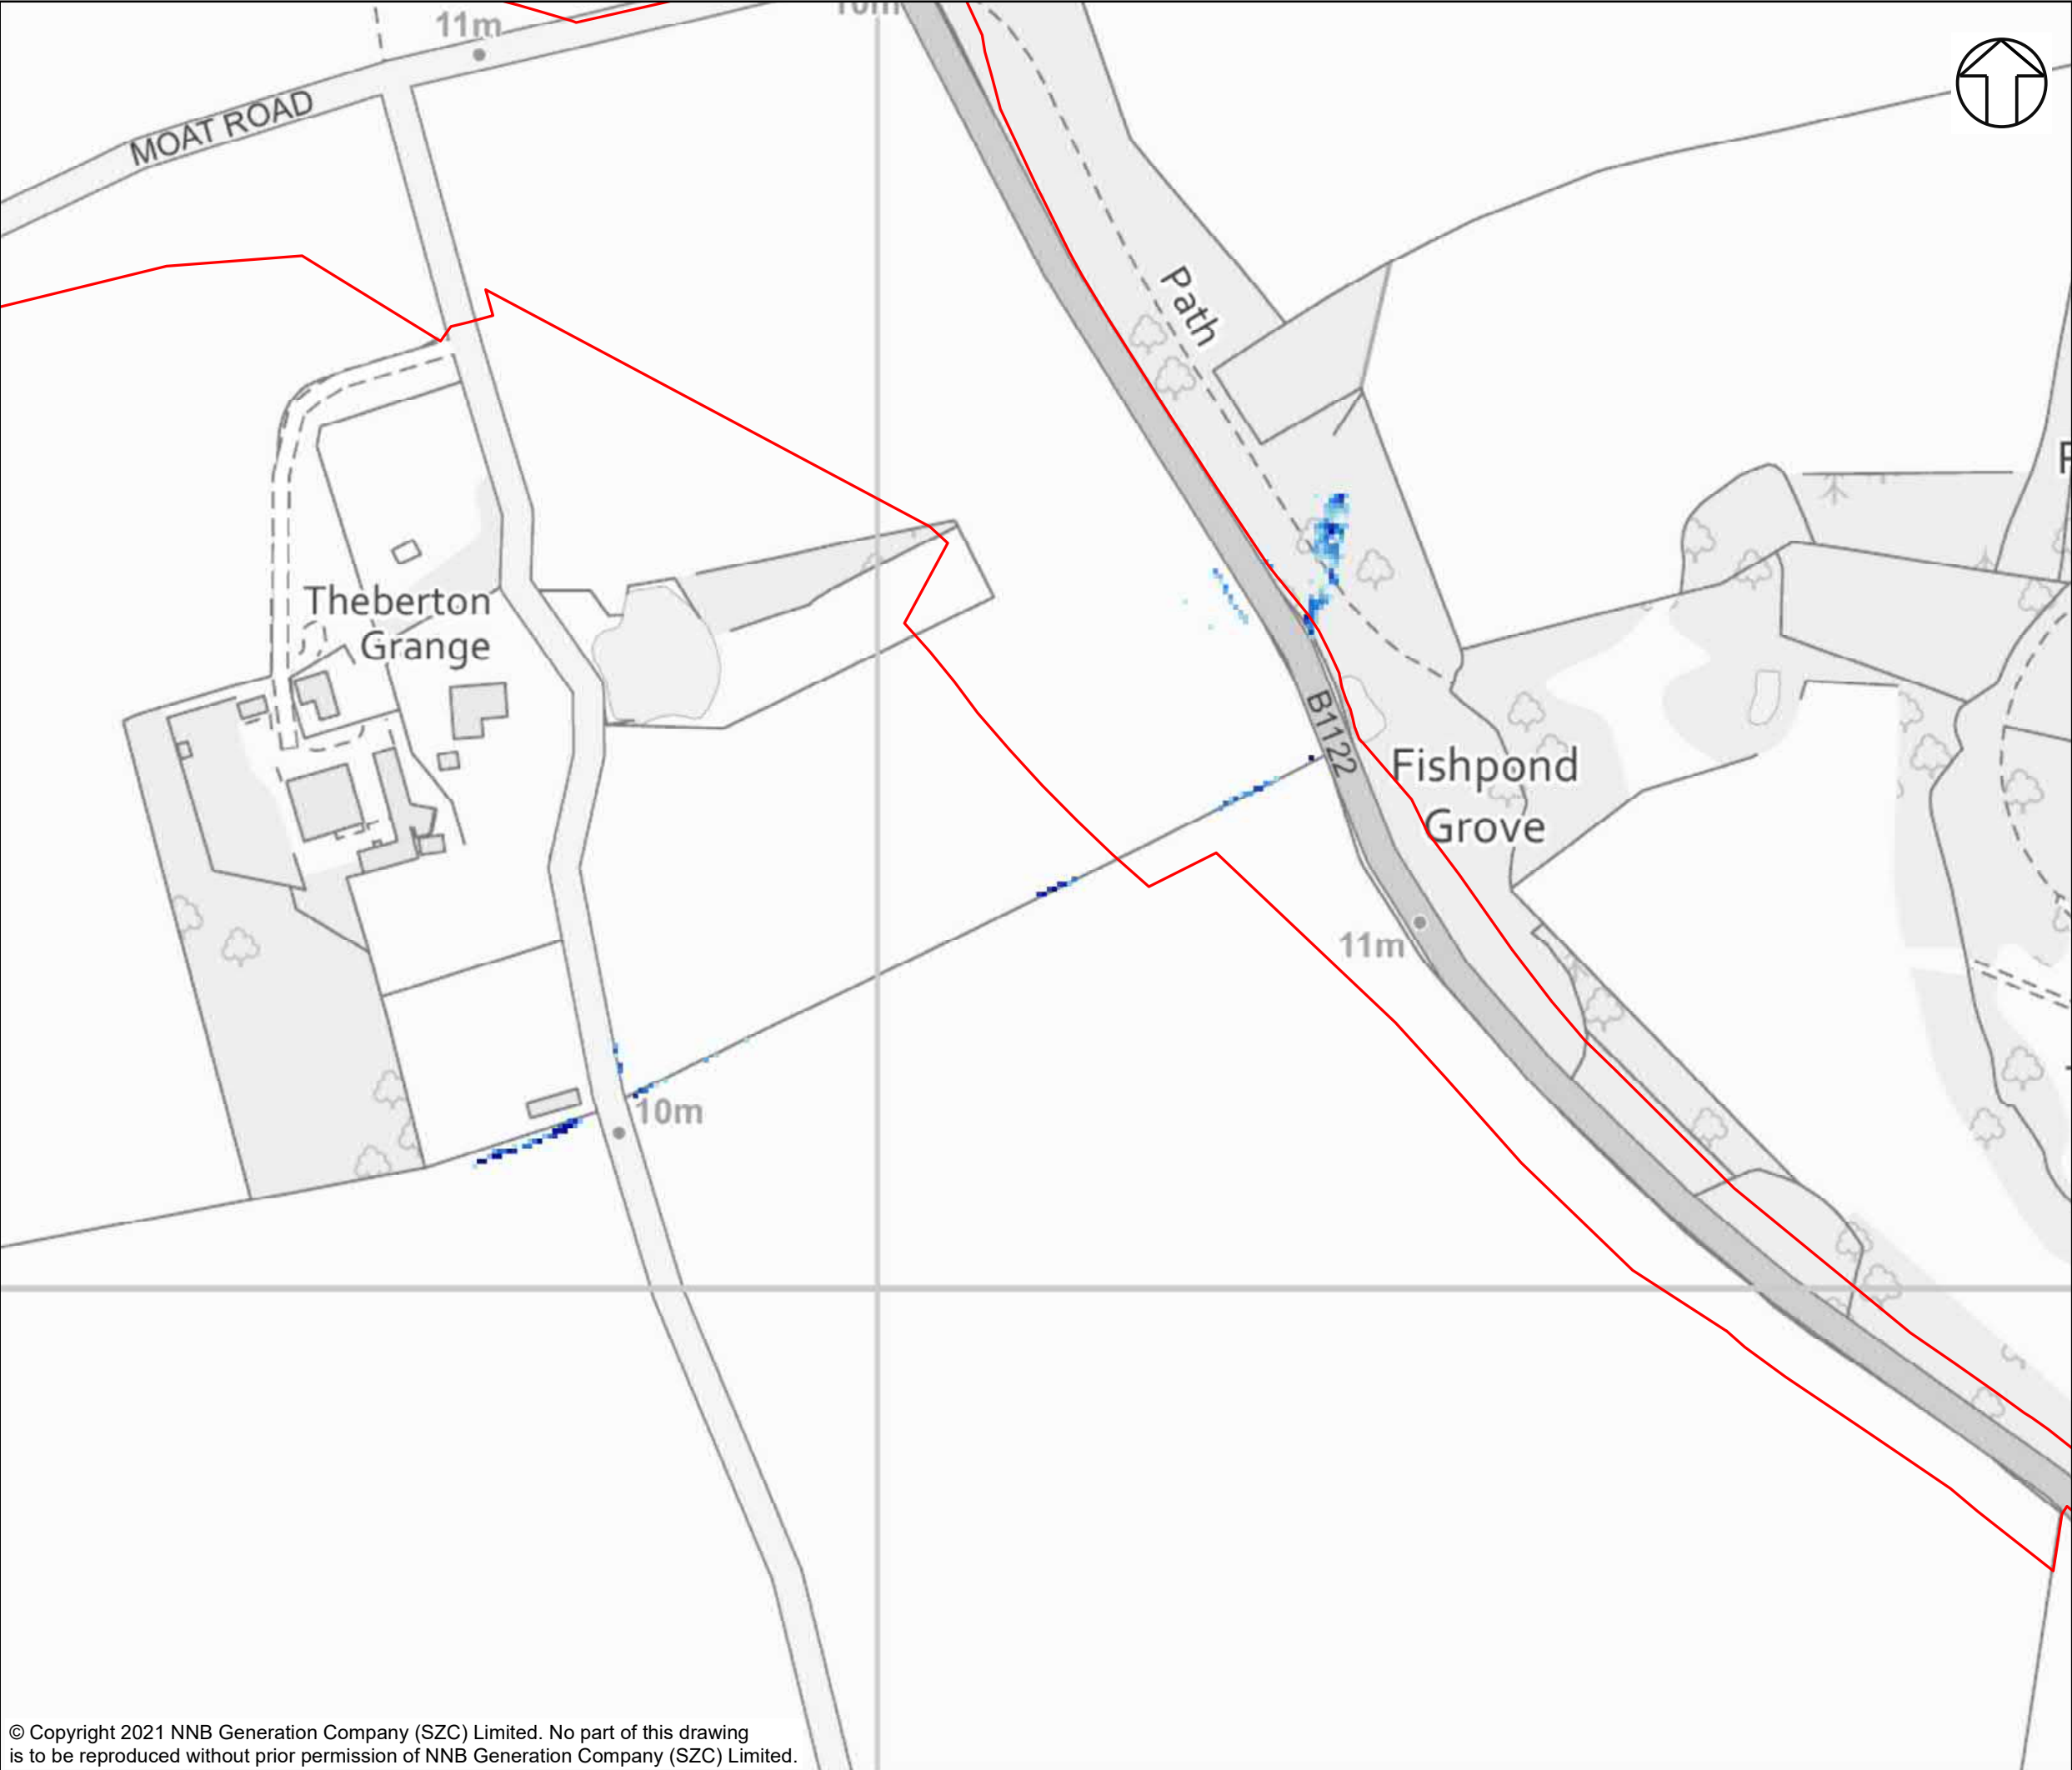 11m
MOAT ROAD
Path
Theberton
Grange
B1122
Fishpond
Grove
11m
10m
© Copyright 2021 NNB Generation Company (SZC) Limited. No part of this drawing
is to be reproduced without prior permission of NNB Generation Company (SZC) Limited.